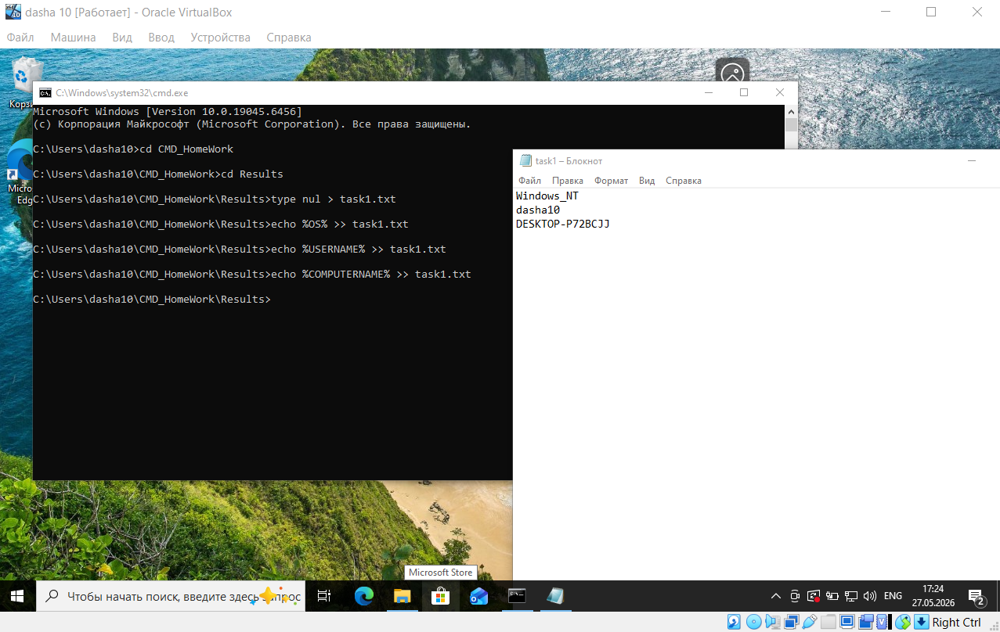 dasha 10 [Работает] - Oracle VirtualBox
Файл Машина Вид Ввод Устройства Справка
C:\Windows\system32\cmd.exe
Microsoft Windows [Version 10.0.19045.6456]
(c) Корпорация Майкрософт (Microsoft Corporation). Все права защищены.
C:\Users\dasha10>cd CMD_HomeWork
C:\Users\dasha10\CMD_HomeWork>cd Results
C:\Users\dasha10\CMD_HomeWork\Results>type nul > task1.txt
C:\Users\dasha10\CMD_HomeWork\Results>echo %OS% >> task1.txt
C:\Users\dasha10\CMD_HomeWork\Results>echo %USERNAME% >> task1.txt
C:\Users\dasha10\CMD_HomeWork\Results>echo %COMPUTERNAME% >> task1.txt
C:\Users\dasha10\CMD_HomeWork\Results>
Корзи
Micro
Edg
task1 – Блокнот
Файл Правка Формат Вид Справка
Windows_NT
dasha10
DESKTOP-P72BCJJ
Microsoft Store
Чтобы начать поиск, введите здесь запрос
ENG
17:24
27.05.2026
2
Right Ctrl